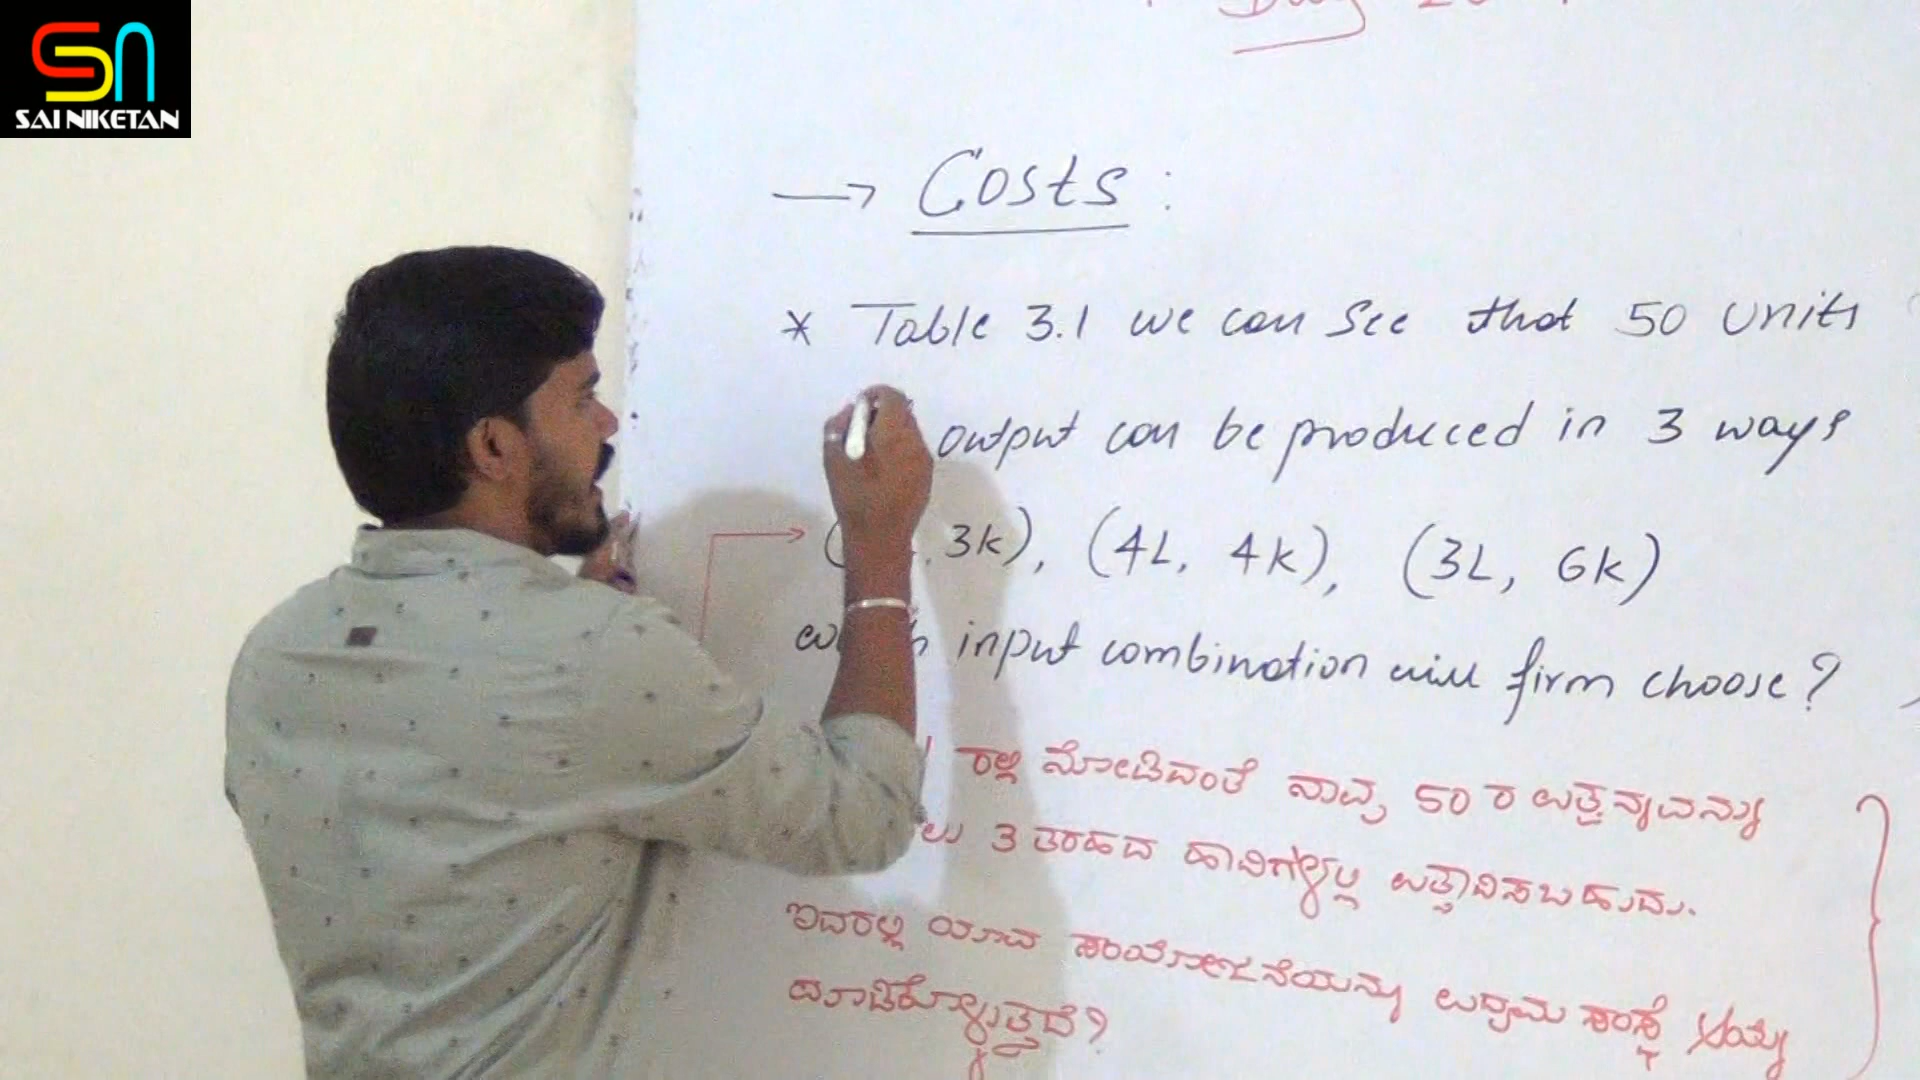 SAI NIKETAN
Day
→ Costs :
* Table 3.1 we can see that 50 units
output can be produced in 3 ways
3K), (4L, 4K), (3L, 6K)
input combination will firm choose?
ರಲ್ಲಿ ನೋಡಿದಂತೆ ನಾವು 50 ರ ಉತ್ಪನ್ನವನ್ನು
3 ತರಹದ ಹಾದಿಗಳಲ್ಲಿ ಉತ್ಪಾದಿಸಬಹುದು.
ಇದರಲ್ಲಿ ಯಾವ ಸಂಯೋಜನೆಯನ್ನು ಉದ್ಯಮ ಸಂಸ್ಥೆ ಆಯ್ಕೆ
ಮಾಡಿಕೊಳ್ಳುತ್ತದೆ?